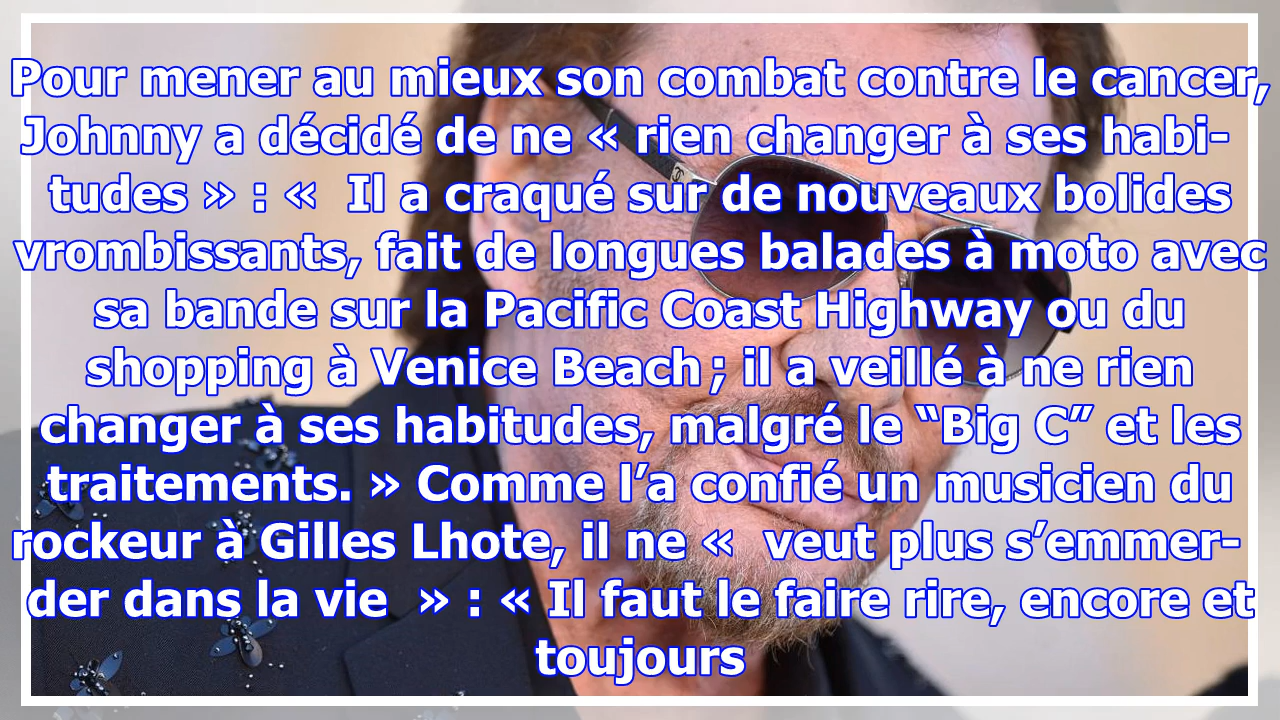 Pour mener au mieux son combat contre le cancer,
Johnny a décidé de ne « rien changer à ses habi-
tudes » : «  Il a craqué sur de nouveaux bolides
vrombissants, fait de longues balades à moto avec
sa bande sur la Pacific Coast Highway ou du
shopping à Venice Beach ; il a veillé à ne rien
changer à ses habitudes, malgré le “Big C” et les
traitements. » Comme l’a confié un musicien du
rockeur à Gilles Lhote, il ne «  veut plus s’emmer-
der dans la vie  » : « Il faut le faire rire, encore et
toujours